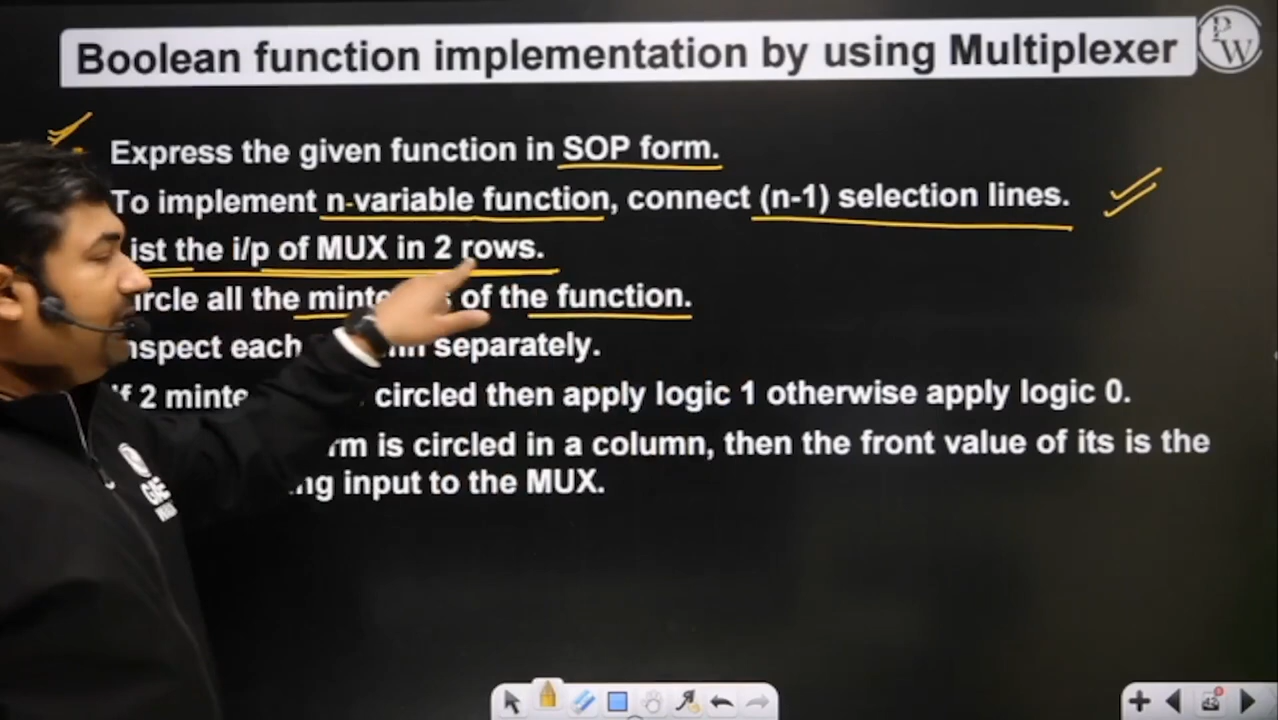 Boolean function implementation by using Multiplexer
PW
Express the given function in SOP form.
To implement n-variable function, connect (n-1) selection lines.
ist the i/p of MUX in 2 rows.
ircle all the minte s of the function.
nspect each separately.
If 2 minte circled then apply logic 1 otherwise apply logic 0.
rm is circled in a column, then the front value of its is the
ng input to the MUX.